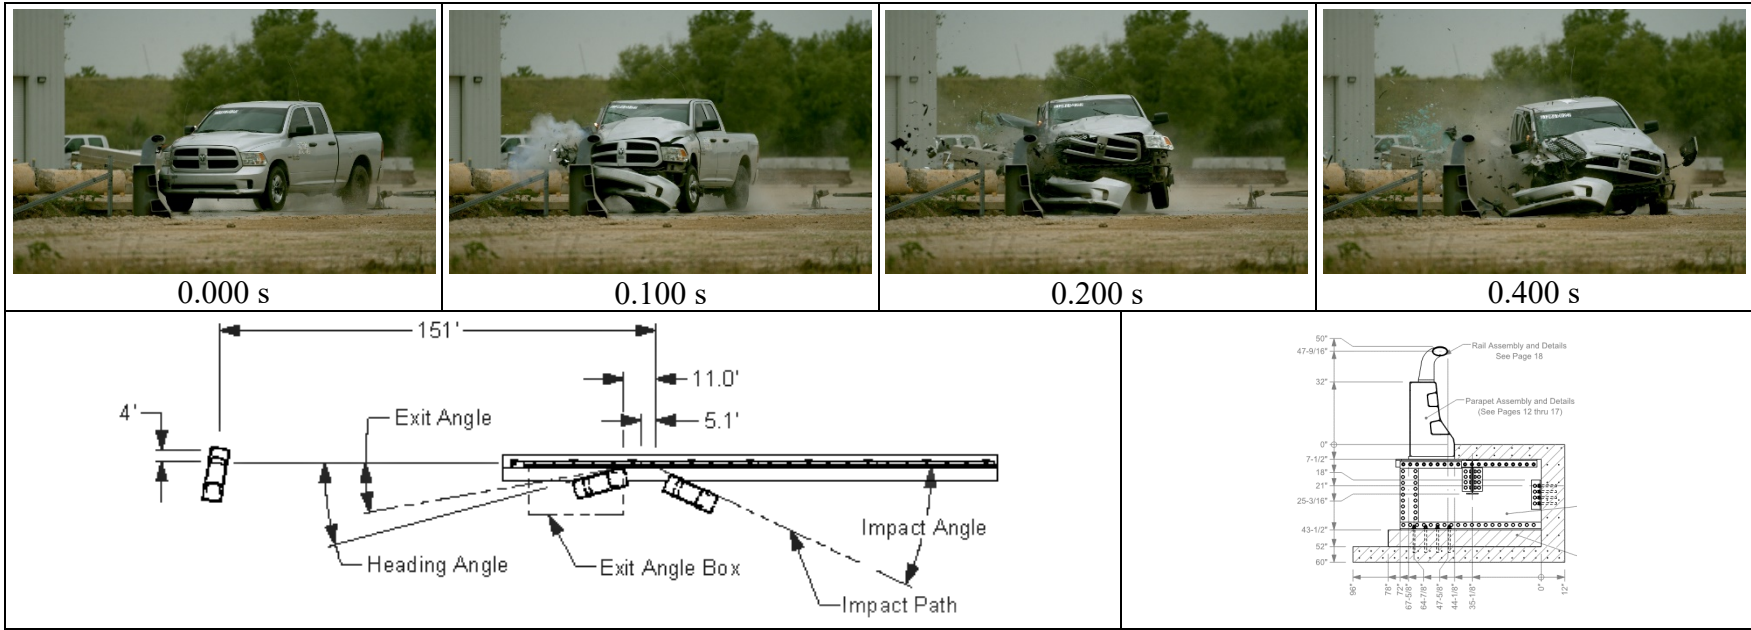 0.000 s
0.100 s
0.200 s
0.400 s
151'
11.0'
4'
Exit Angle
5.1'
Impact Angle
Heading Angle
Exit Angle Box
Impact Path
50"
47-9/16"
Rail Assembly and Details
See Page 18
32"
Parapet Assembly and Details
(See Pages 12 thru 17)
0"
7-1/2"
18"
21"
25-3/16"
43-1/2"
52"
60"
96"
78"
72"
67-5/8"
64-7/8"
47-5/8"
44-1/8"
35-1/8"
0"
12"